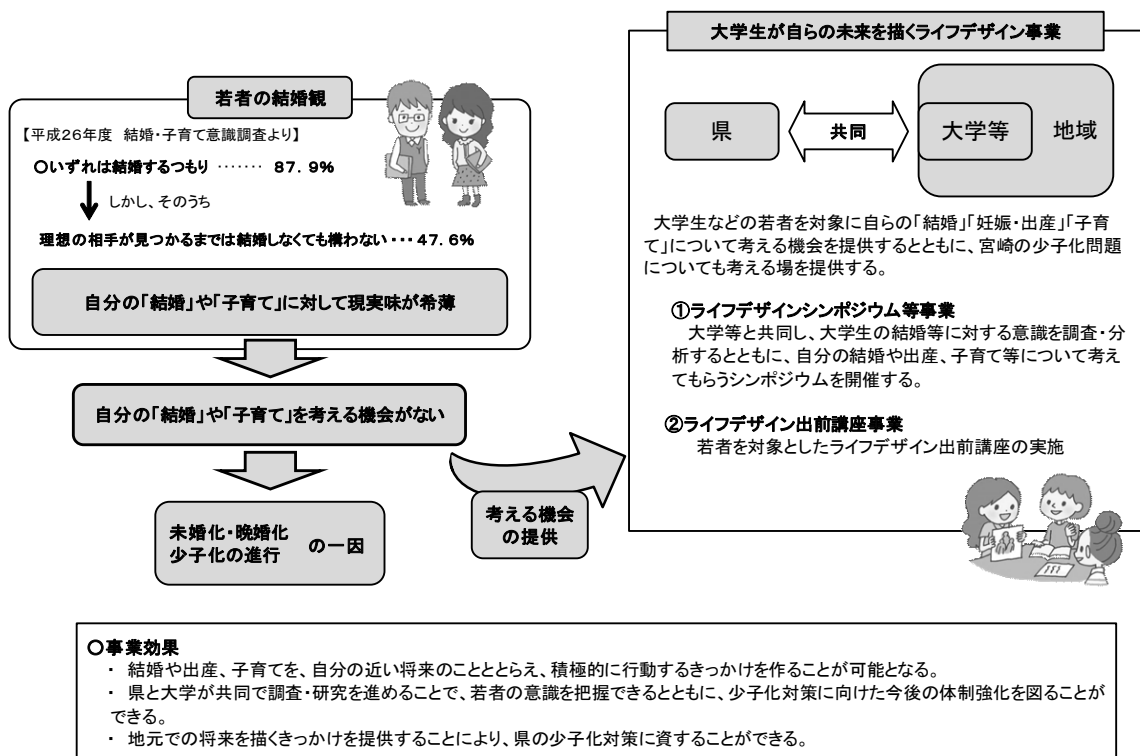 若者の結婚観
【平成26年度 結婚・子育て意識調査より】
○いずれは結婚するつもり ‥‥‥‥ 87.9%
しかし、そのうち
理想の相手が見つかるまでは結婚しなくても構わない・・・47.6%
自分の「結婚」や「子育て」に対して現実味が希薄
自分の「結婚」や「子育て」を考える機会がない
未婚化・晩婚化
少子化の進行
の一因
考える機会
の提供
大学生が自らの未来を描くライフデザイン事業
県
共同
大学等
地域
大学生などの若者を対象に自らの「結婚」「妊娠・出産」「子育
て」について考える機会を提供するとともに、宮崎の少子化問題
についても考える場を提供する。
①ライフデザインシンポジウム等事業
大学等と共同し、大学生の結婚等に対する意識を調査・分
析するとともに、自分の結婚や出産、子育て等について考え
てもらうシンポジウムを開催する。
②ライフデザイン出前講座事業
若者を対象としたライフデザイン出前講座の実施
○事業効果
・ 結婚や出産、子育てを、自分の近い将来のこととしとらえ、積極的に行動するきっかけを作ることが可能となる。
・ 県と大学が共同で調査・研究を進めることで、若者の意識を把握できるとともに、少子化対策に向けた今後の体制強化を図ることが
できる。
・ 地元での将来を描くきっかけを提供することにより、県の少子化対策に資することができる。